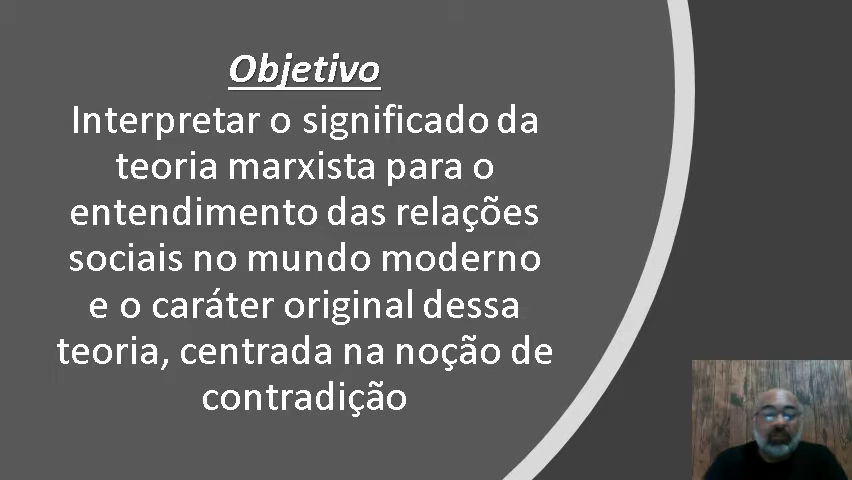 Objetivo
Interpretar o significado da
teoria marxista para o
entendimento das relações
sociais no mundo moderno
e o caráter original dessa
teoria, centrada na noção de
contradição